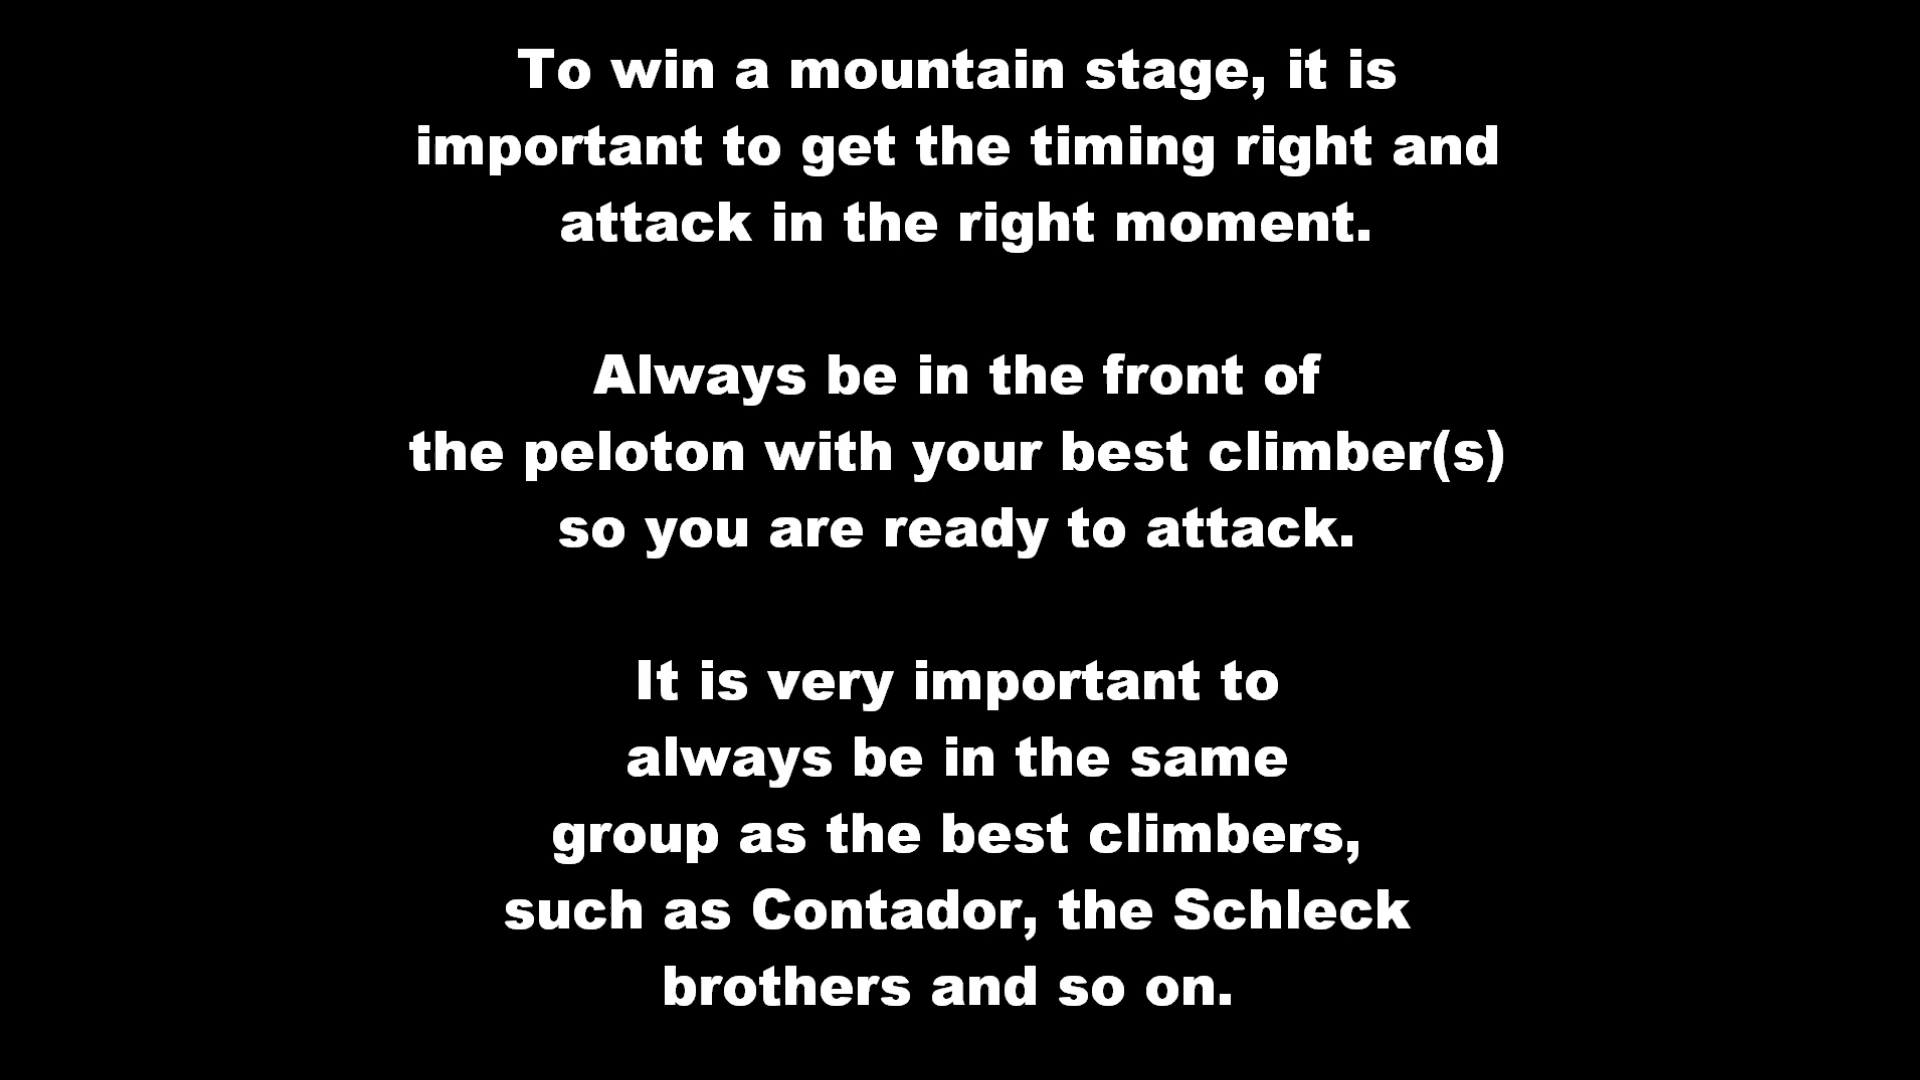 To win a mountain stage, it is
important to get the timing right and
attack in the right moment.
Always be in the front of
the peloton with your best climber(s)
so you are ready to attack.
It is very important to
always be in the same
group as the best climbers,
such as Contador, the Schleck
brothers and so on.